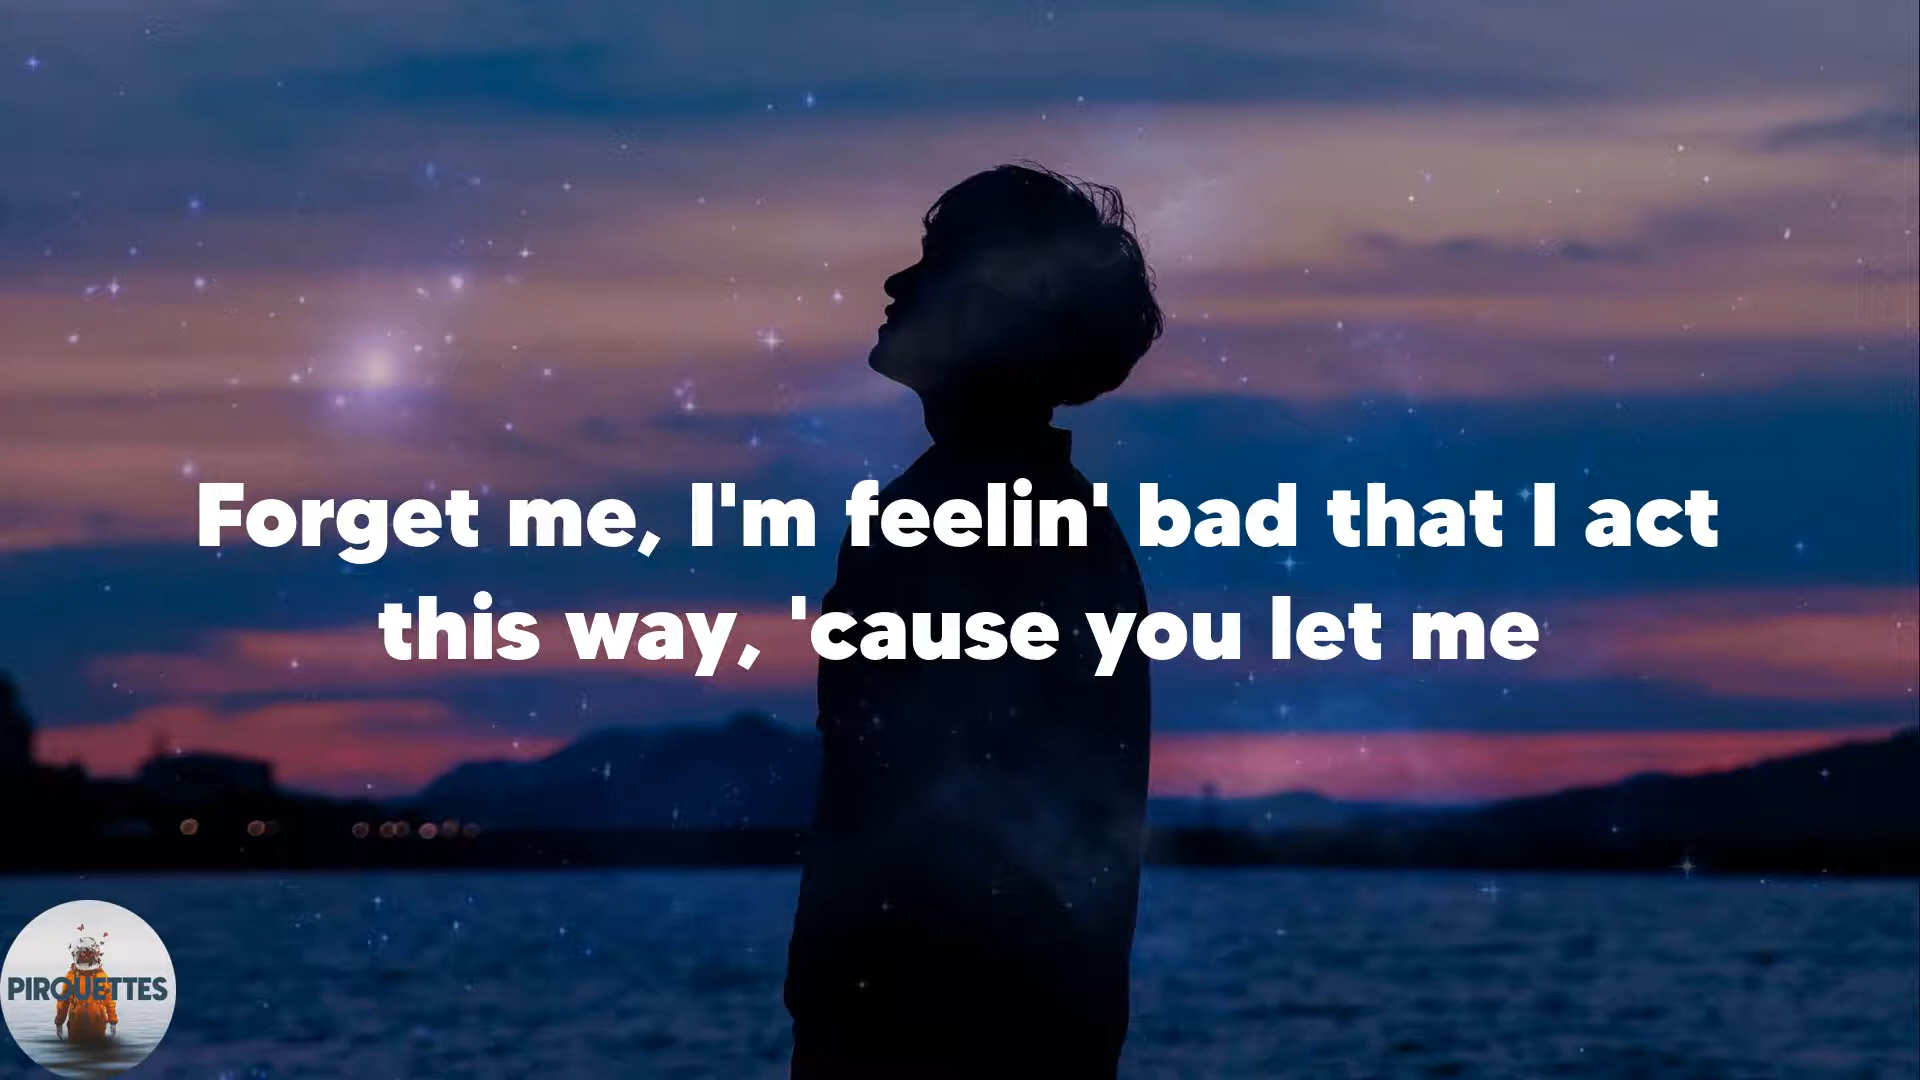 Forget me, I'm feelin' bad that I act
this way, 'cause you let me
PIROUETTES